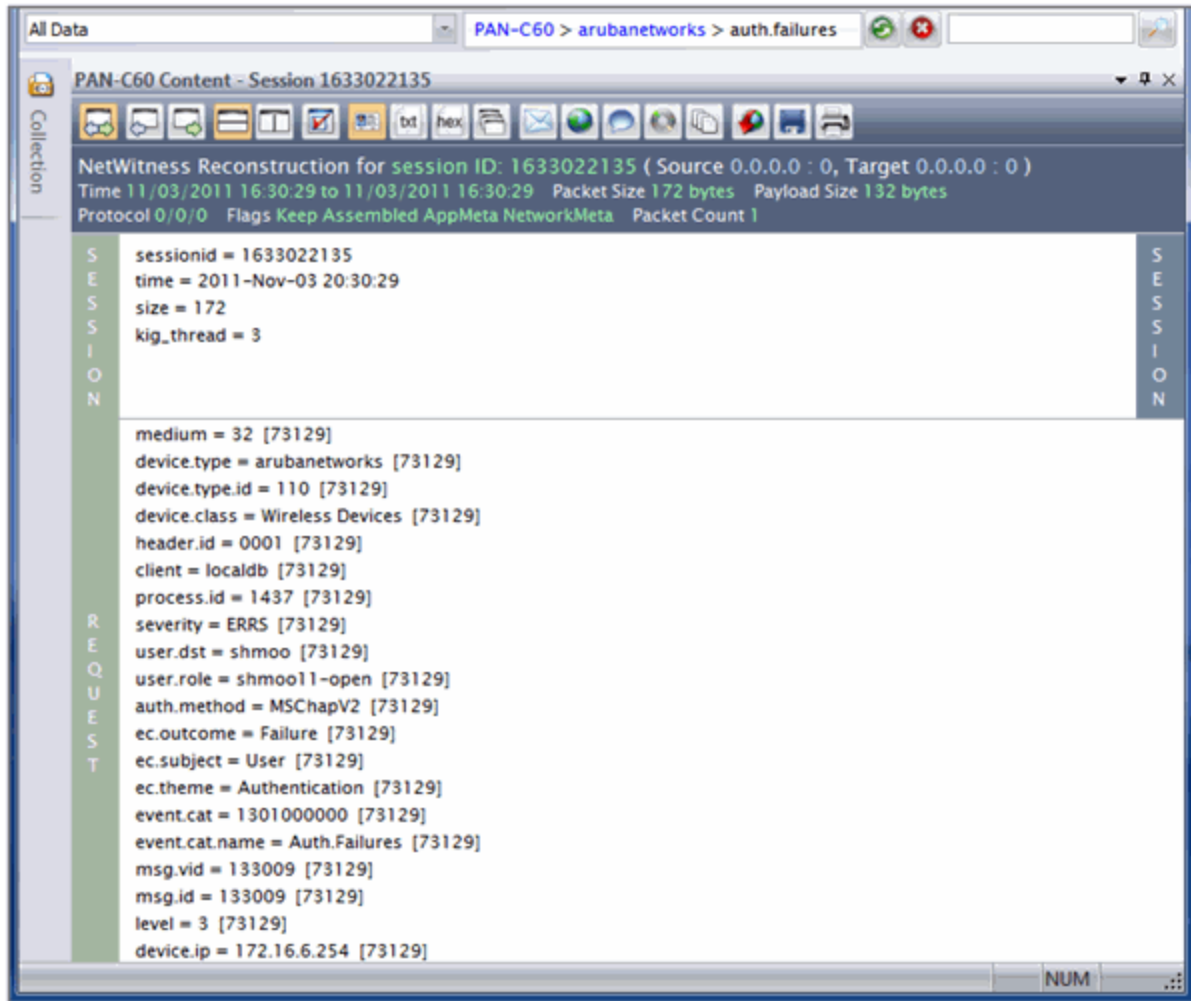 All Data
PAN-C60 > arubanetworks > auth.failures
Collection
PAN-C60 Content - Session 1633022135
txt
hex
NetWitness Reconstruction for session ID: 1633022135 ( Source 0.0.0.0 : 0, Target 0.0.0.0 : 0 )
Time 11/03/2011 16:30:29 to 11/03/2011 16:30:29 Packet Size 172 bytes Payload Size 132 bytes
Protocol 0/0/0 Flags Keep Assembled AppMeta NetworkMeta Packet Count 1
SESSION
sessionid = 1633022135
time = 2011-Nov-03 20:30:29
size = 172
kig_thread = 3
SESSION
REQUEST
medium = 32 [73129]
device.type = arubanetworks [73129]
device.type.id = 110 [73129]
device.class = Wireless Devices [73129]
header.id = 0001 [73129]
client = localdb [73129]
process.id = 1437 [73129]
severity = ERRS [73129]
user.dst = shmoo [73129]
user.role = shmoo11-open [73129]
auth.method = MSChapV2 [73129]
ec.outcome = Failure [73129]
ec.subject = User [73129]
ec.theme = Authentication [73129]
event.cat = 1301000000 [73129]
event.cat.name = Auth.Failures [73129]
msg.vid = 133009 [73129]
msg.id = 133009 [73129]
level = 3 [73129]
device.ip = 172.16.6.254 [73129]
NUM